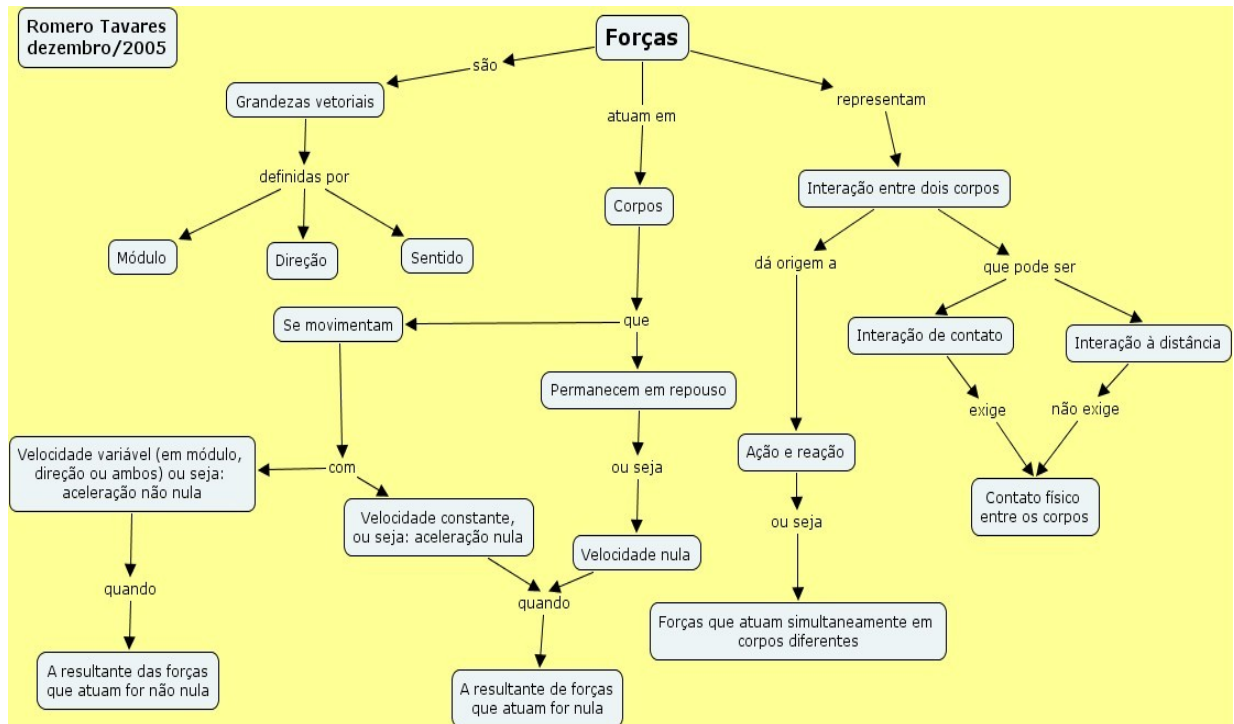 Romero Tavares
dezembro/2005
Forças
são
Grandezas vetoriais
atuam em
representam
definidas por
Interação entre dois corpos
Corpos
Módulo
Direção
Sentido
dá origem a
que pode ser
Se movimentam
que
Interação de contato
Interação à distância
Permanecem em repouso
exige
não exige
Velocidade variável (em módulo,
direção ou ambos) ou seja:
aceleração não nula
com
ou seja
Ação e reação
Contato físico
entre os corpos
Velocidade constante,
ou seja: aceleração nula
ou seja
Velocidade nula
quando
quando
Forças que atuam simultaneamente em
corpos diferentes
A resultante das forças
que atuam for não nula
A resultante de forças
que atuam for nula